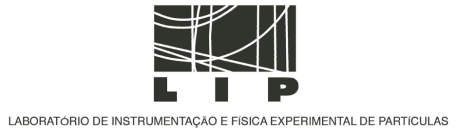 LIP
LABORATÓRIO DE INSTRUMENTAÇÃO E FÍSICA EXPERIMENTAL DE PARTÍCULAS